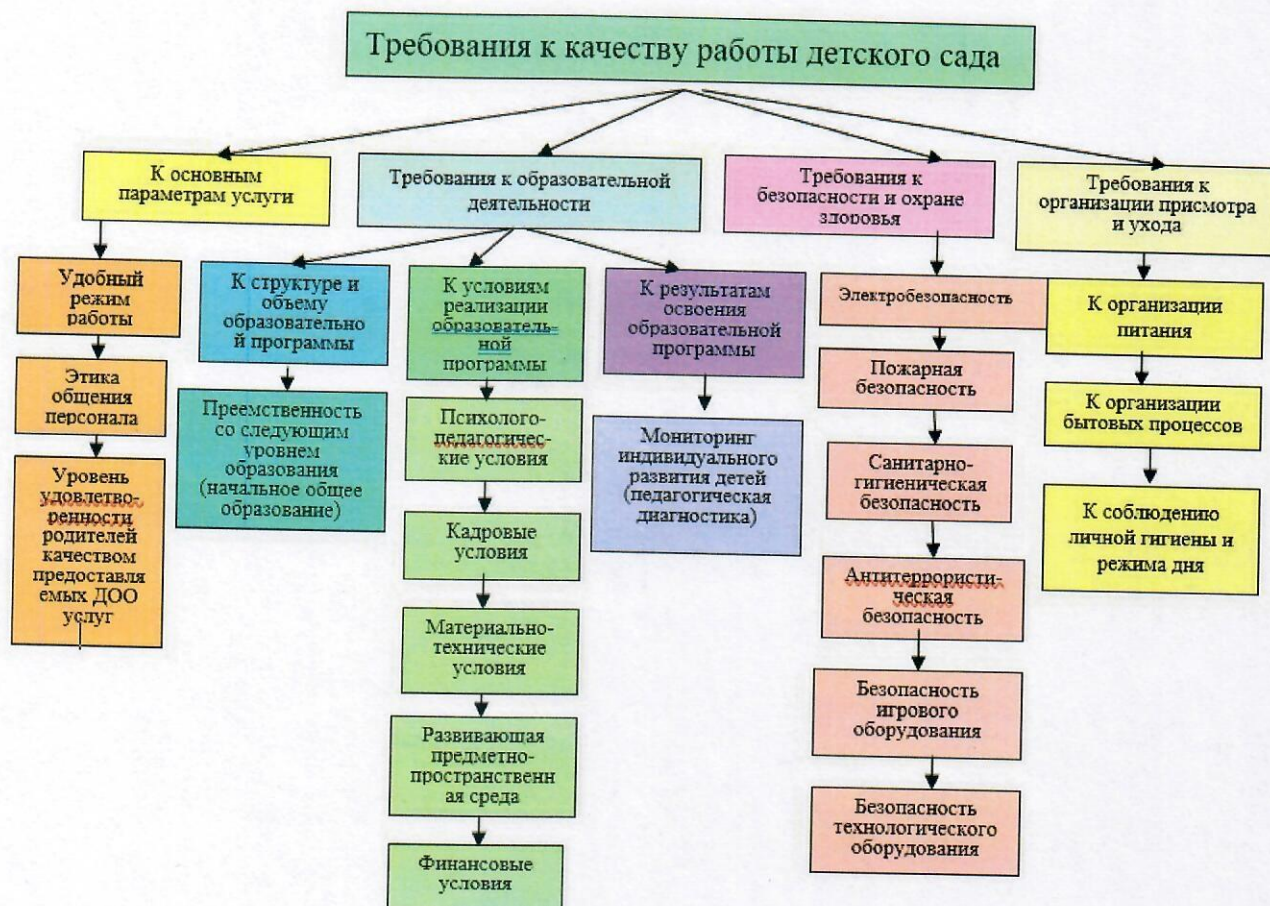 Требования к качеству работы детского сада
К основным
параметрам услуги
Требования к образовательной
деятельности
Требования к
безопасности и охране
здоровья
Требования к
организации присмотра
и ухода
Удобный
режим
работы
Этика
общения
персонала
Уровень
удовлетво-
ренности
родителей
качеством
предоставля
емых ДОО
услуг
К структуре и
объему
образовательно
й программы
Преемственность
со следующим
уровнем
образования
(начальное общее
образование)
К условиям
реализации
образователь-
ной
программы
Психолого-
педагогичес-
кие условия
Кадровые
условия
Материально-
технические
условия
Развивающая
предметно-
пространственн
ая среда
Финансовые
условия
К результатам
освоения
образовательной
программы
Мониторинг
индивидуального
развития детей
(педагогическая
диагностика)
Электробезопасность
Пожарная
безопасность
Санитарно-
гигиеническая
безопасность
Антитеррористи-
ческая
безопасность
Безопасность
игрового
оборудования
Безопасность
технологического
оборудования
К организации
питания
К организации
бытовых процессов
К соблюдению
личной гигиены и
режима дня